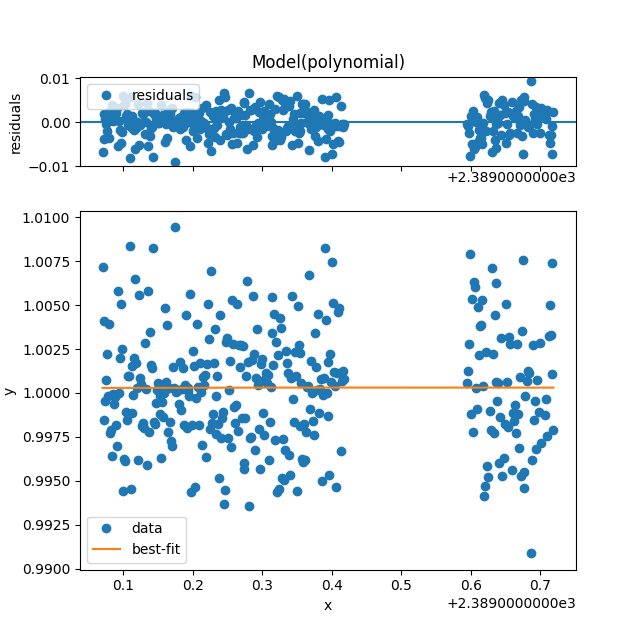 Model(polynomial)
0.01
0.00
−0.01
residuals
residuals
+2.3890000000e3
1.0100
1.0075
1.0050
1.0025
1.0000
0.9975
0.9950
0.9925
0.9900
y
data
best-fit
0.1 0.2 0.3 0.4 0.5 0.6 0.7
x
+2.3890000000e3